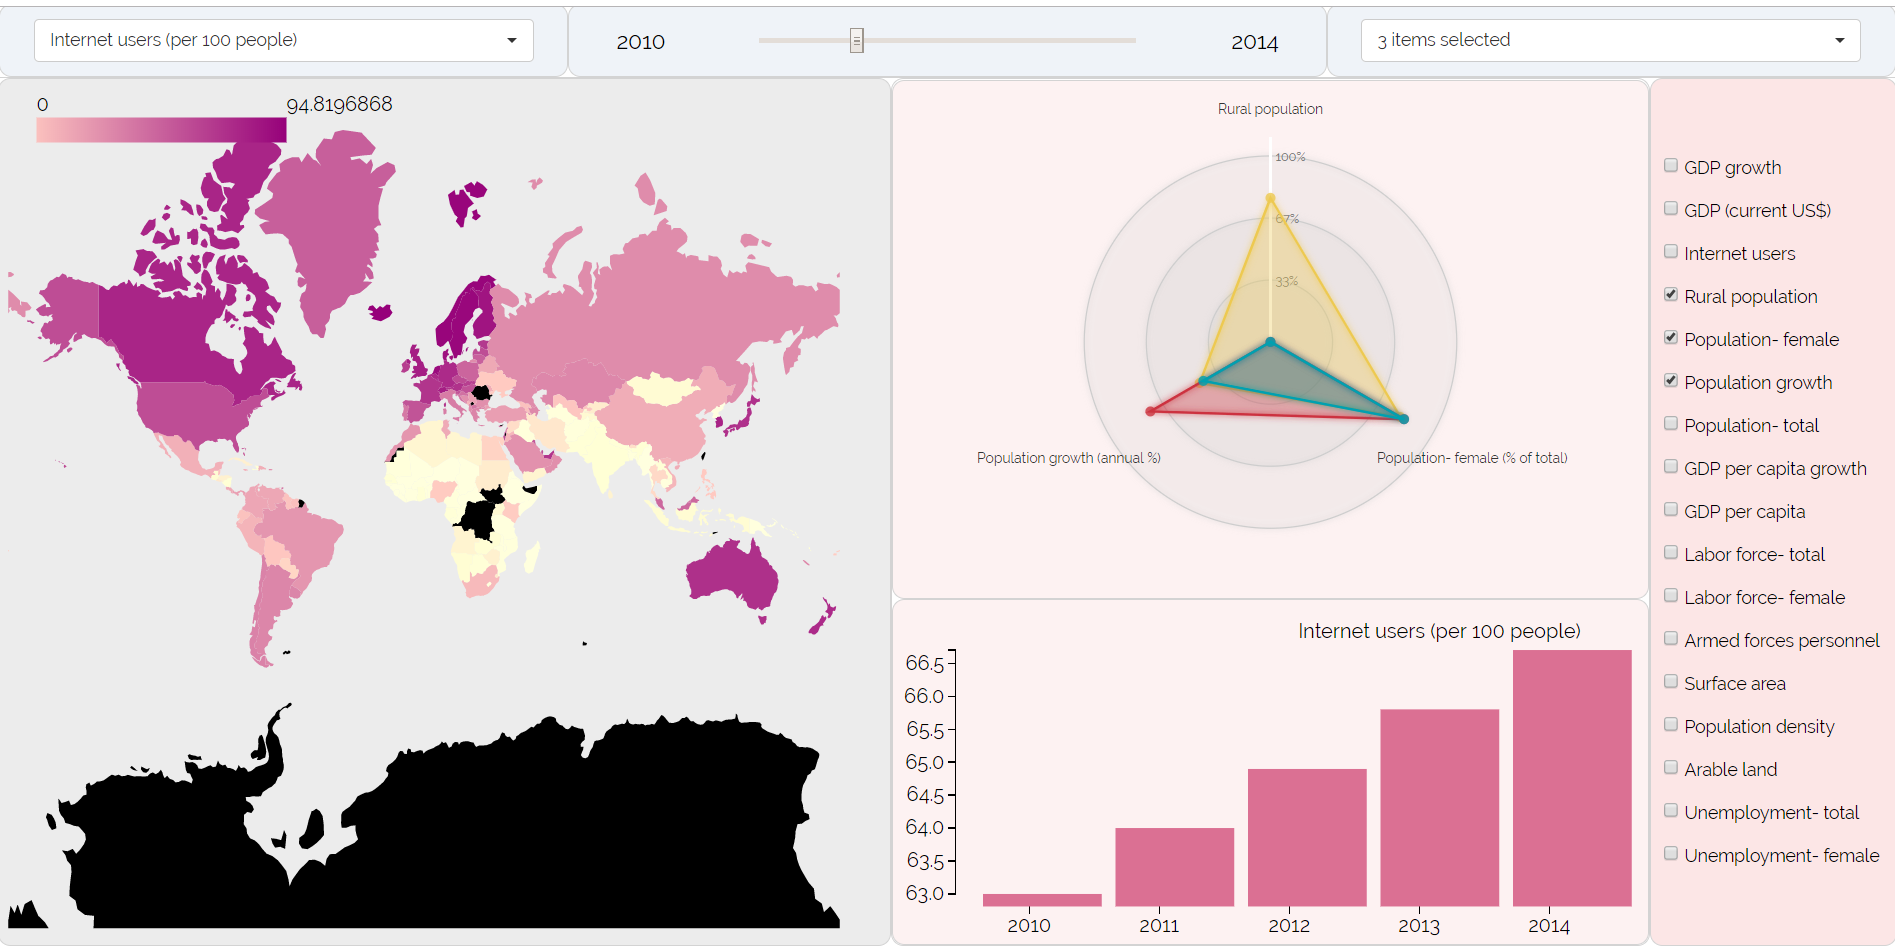 Internet users (per 100 people)
2010
2014
3 items selected
0
94.8196868
Rural population
100%
67%
33%
Population growth (annual %)
Population- female (% of total)
GDP growth
GDP (current US$)
Internet users
Rural population
Population- female
Population growth
Population- total
GDP per capita growth
GDP per capita
Labor force- total
Labor force- female
Armed forces personnel
Surface area
Population density
Arable land
Unemployment- total
Unemployment- female
Internet users (per 100 people)
66.5
66.0
65.5
65.0
64.5
64.0
63.5
63.0
2010
2011
2012
2013
2014